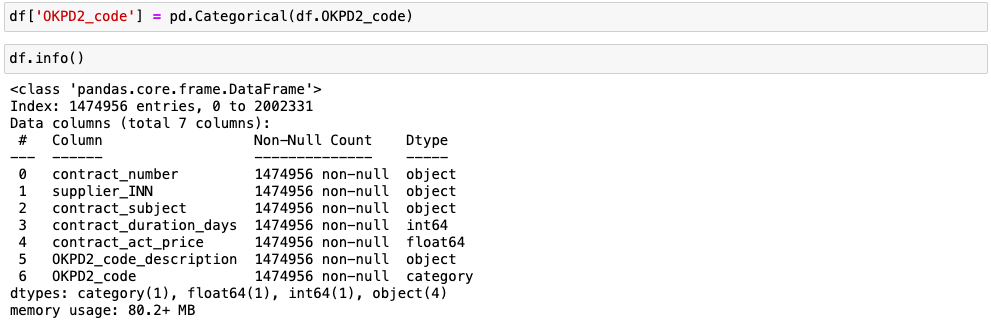 df['OKPD2_code'] = pd.Categorical(df.OKPD2_code)
df.info()
<class 'pandas.core.frame.DataFrame'>
Index: 1474956 entries, 0 to 2002331
Data columns (total 7 columns):
 #   Column                  Non-Null Count    Dtype
---  ------                  --------------    -----
 0   contract_number         1474956 non-null  object
 1   supplier_INN            1474956 non-null  object
 2   contract_subject        1474956 non-null  object
 3   contract_duration_days  1474956 non-null  int64
 4   contract_act_price      1474956 non-null  float64
 5   OKPD2_code_description  1474956 non-null  object
 6   OKPD2_code              1474956 non-null  category
dtypes: category(1), float64(1), int64(1), object(4)
memory usage: 80.2+ MB